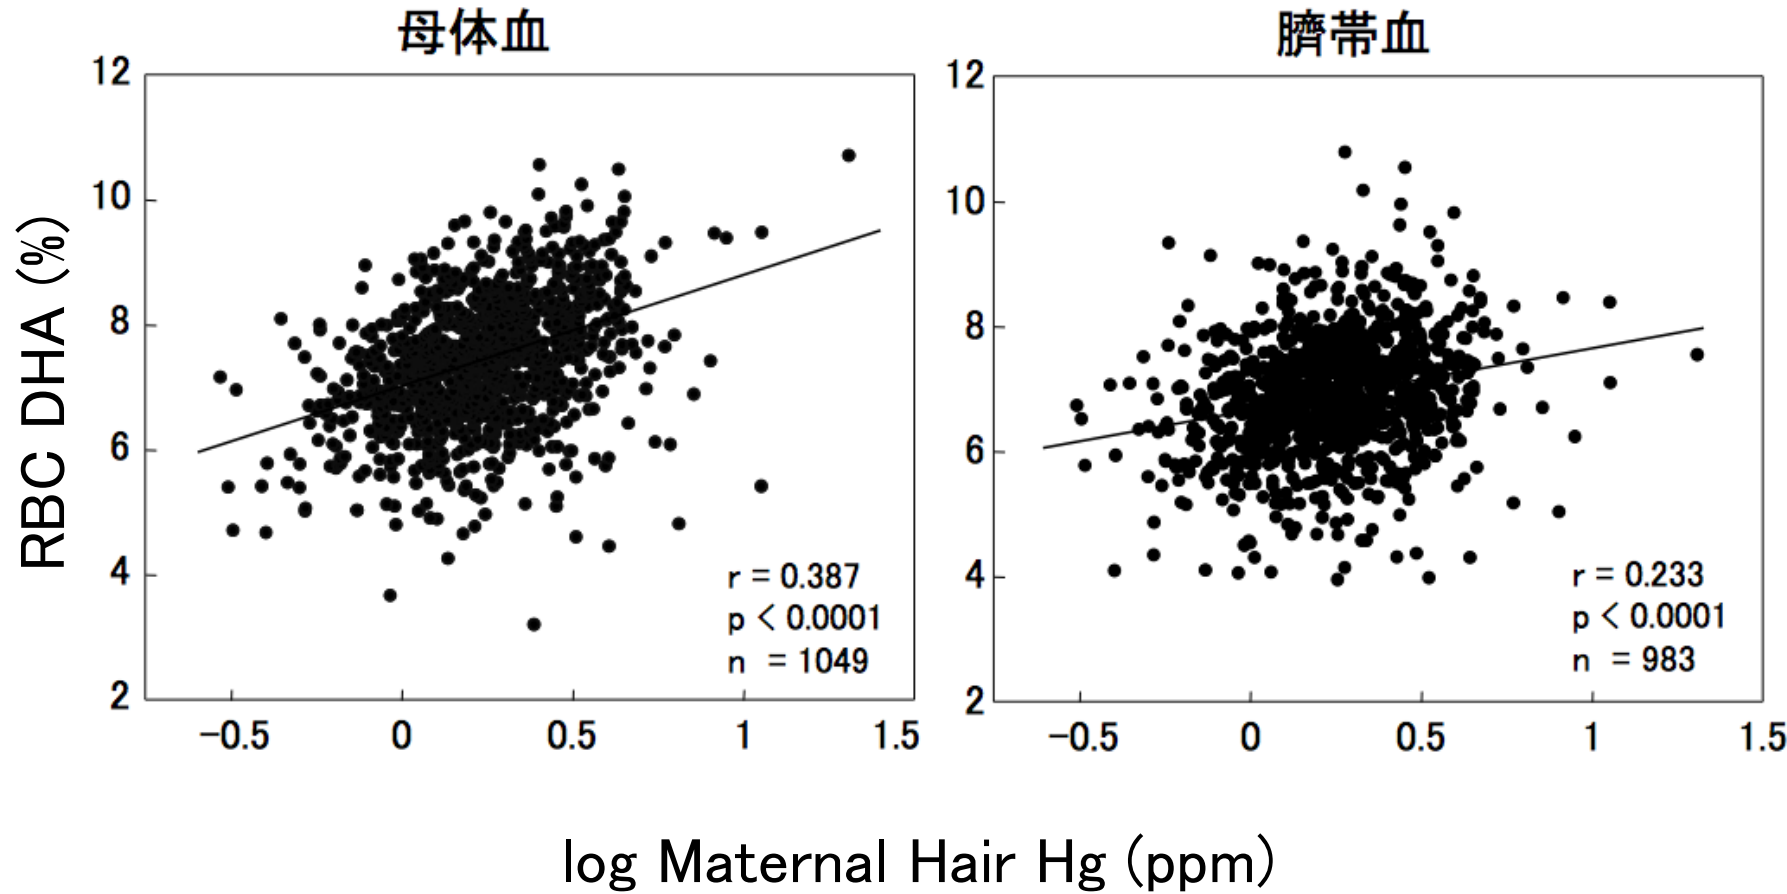 母体血
臍帯血
RBC DHA (%)
12
10
8
6
4
2
r = 0.387
p < 0.0001
n = 1049
−0.5 0 0.5 1 1.5
12
10
8
6
4
2
r = 0.233
p < 0.0001
n = 983
−0.5 0 0.5 1 1.5
log Maternal Hair Hg (ppm)